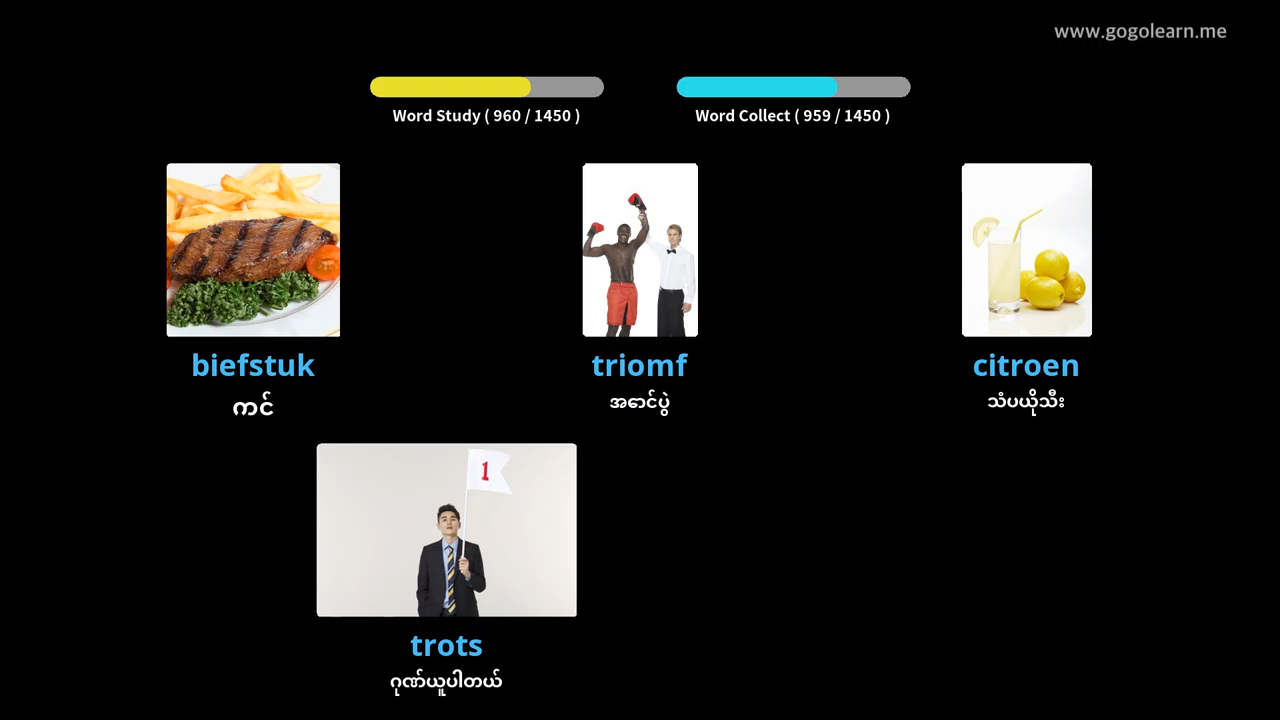 www.gogolearn.me
Word Study ( 960 / 1450 )
Word Collect ( 959 / 1450 )
biefstuk
triomf
citroen
ကင်
အောင်ပွဲ
သံပယိုသီး
1
trots
ဂုဏ်ယူပါတယ်